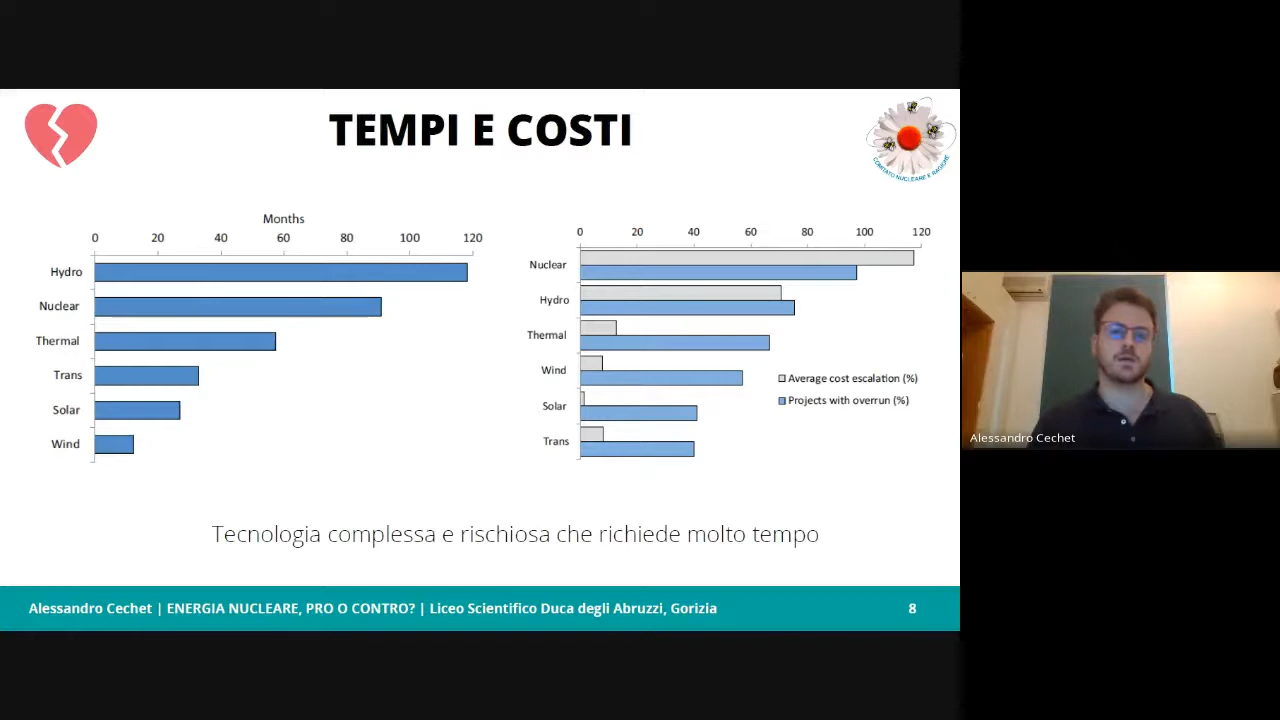 TEMPI E COSTI
COMITATO NUCLEARE E RAGIONE
Months
0 20 40 60 80 100 120
Hydro
Nuclear
Thermal
Trans
Solar
Wind
0 20 40 60 80 100 120
Nuclear
Hydro
Thermal
Wind
Solar
Trans
Average cost escalation (%)
Projects with overrun (%)
Tecnologia complessa e rischiosa che richiede molto tempo
Alessandro Cechet | ENERGIA NUCLEARE, PRO O CONTRO? | Liceo Scientifico Duca degli Abruzzi, Gorizia
8
Alessandro Cechet